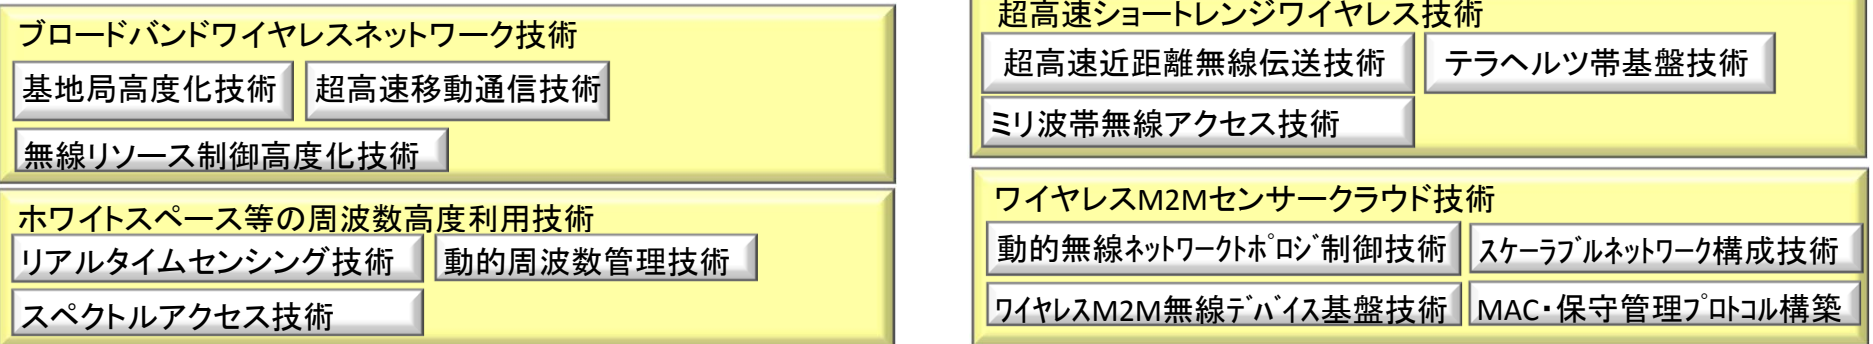 ブロードバンドワイヤレスネットワーク技術
基地局高度化技術
超高速移動通信技術
無線リソース制御高度化技術
ホワイトスペース等の周波数高度利用技術
リアルタイムセンシング技術
動的周波数管理技術
スペクトルアクセス技術
超高速ショートレンジワイヤレス技術
超高速近距離無線伝送技術
テラヘルツ帯基盤技術
ミリ波帯無線アクセス技術
ワイヤレスM2Mセンサークラウド技術
動的無線ネットワークトポロジ制御技術
スケーラブルネットワーク構成技術
ワイヤレスM2M無線デバイス基盤技術
MAC・保守管理プロトコル構築